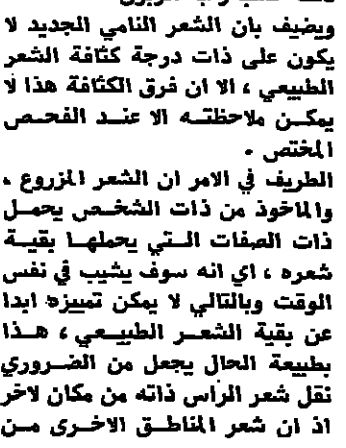 ويضيف بان الشعر النامي الجديد لا
يكون على ذات درجة كثافة الشعر
الطبيعي ، الا ان فرق الكثافة هذا لا
يمكن ملاحظته الا عند الفحص
المختص .
الطريف في الامر ان الشعر المزروع ،
والماخوذ من ذات الشخص يحمل
ذات الصفات التي يحملها بقية
شعره ، اي انه سوف يشيب في نفس
الوقت وبالتالي لا يمكن تمييزه ابدا
عن بقية الشعر الطبيعي ، هذا
بطبيعة الحال يجعل من الضروري
نقل شعر الراس ذاته من مكان لاخر
اذ ان شعر المناطق الاخرى من